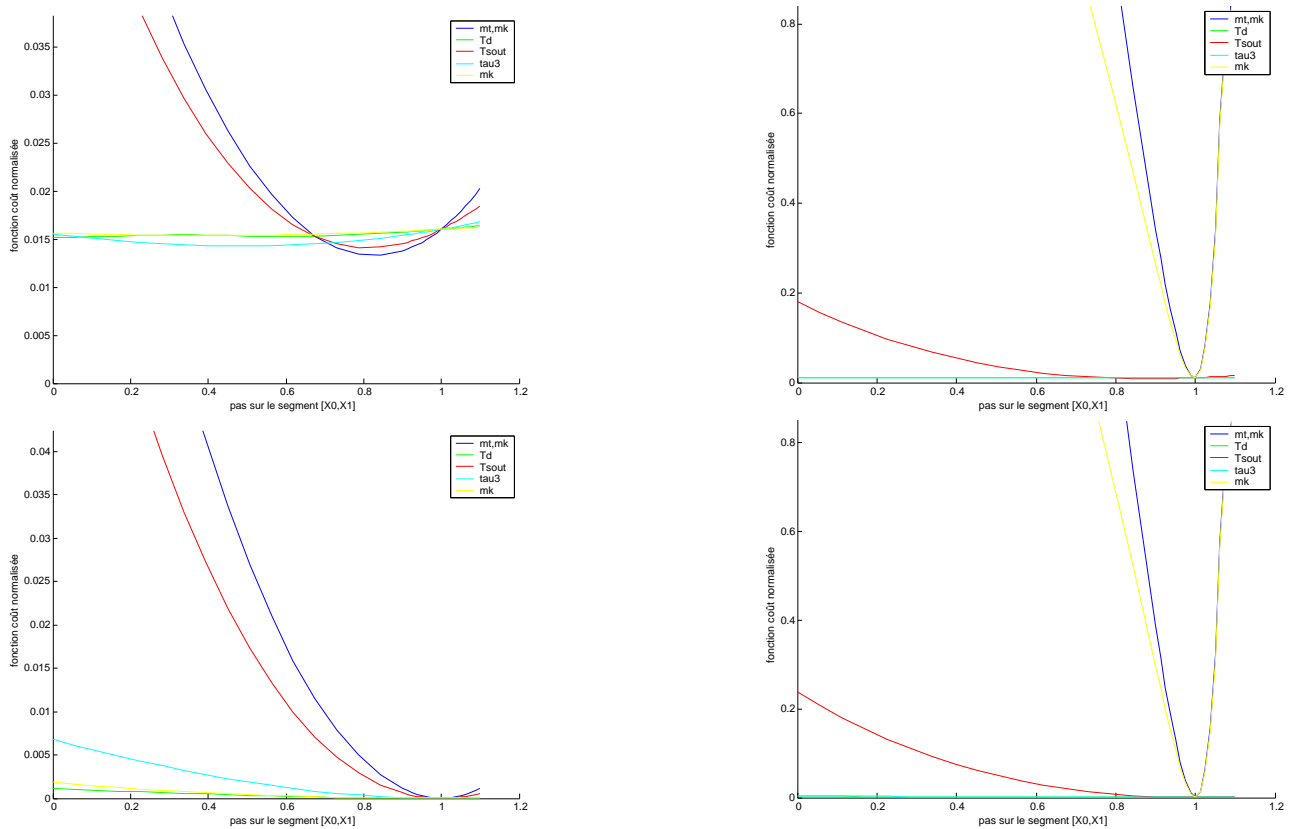 0.035
0.03
0.025
0.02
0.015
0.01
0.005
0
0
0.2
0.4
0.6
0.8
1
1.2
fonction coût normalisée
pas sur le segment [X0,X1]
mt,mk
Td
Tsout
tau3
mk
0.8
0.6
0.4
0.2
0
0
0.2
0.4
0.6
0.8
1
1.2
fonction coût normalisée
pas sur le segment [X0,X1]
mt,mk
Td
Tsout
tau3
mk
0.04
0.035
0.03
0.025
0.02
0.015
0.01
0.005
0
0
0.2
0.4
0.6
0.8
1
1.2
fonction coût normalisée
pas sur le segment [X0,X1]
mt,mk
Td
Tsout
tau3
mk
0.8
0.6
0.4
0.2
0
0
0.2
0.4
0.6
0.8
1
1.2
fonction coût normalisée
pas sur le segment [X0,X1]
mt,mk
Td
Tsout
tau3
mk